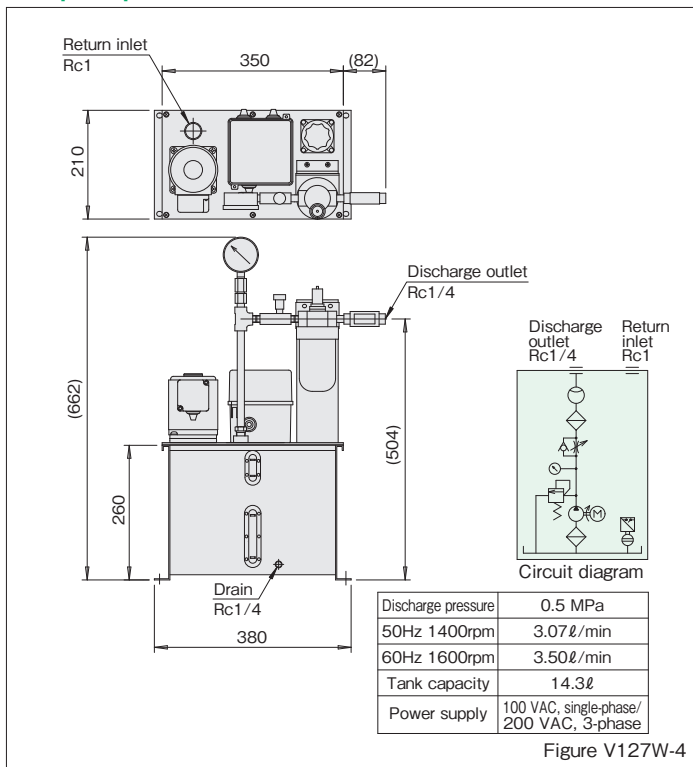 Return inlet
Rc1
350
(82)
210
Discharge outlet
Rc1/4
(662)
(504)
260
Drain
Rc1/4
380
Discharge
outlet
Rc1/4
Return
inlet
Rc1
M
Circuit diagram
Discharge pressure 0.5 MPa
50Hz 1400rpm 3.07ℓ/min
60Hz 1600rpm 3.50ℓ/min
Tank capacity 14.3ℓ
Power supply 100 VAC, single-phase/
200 VAC, 3-phase
Figure V127W-4